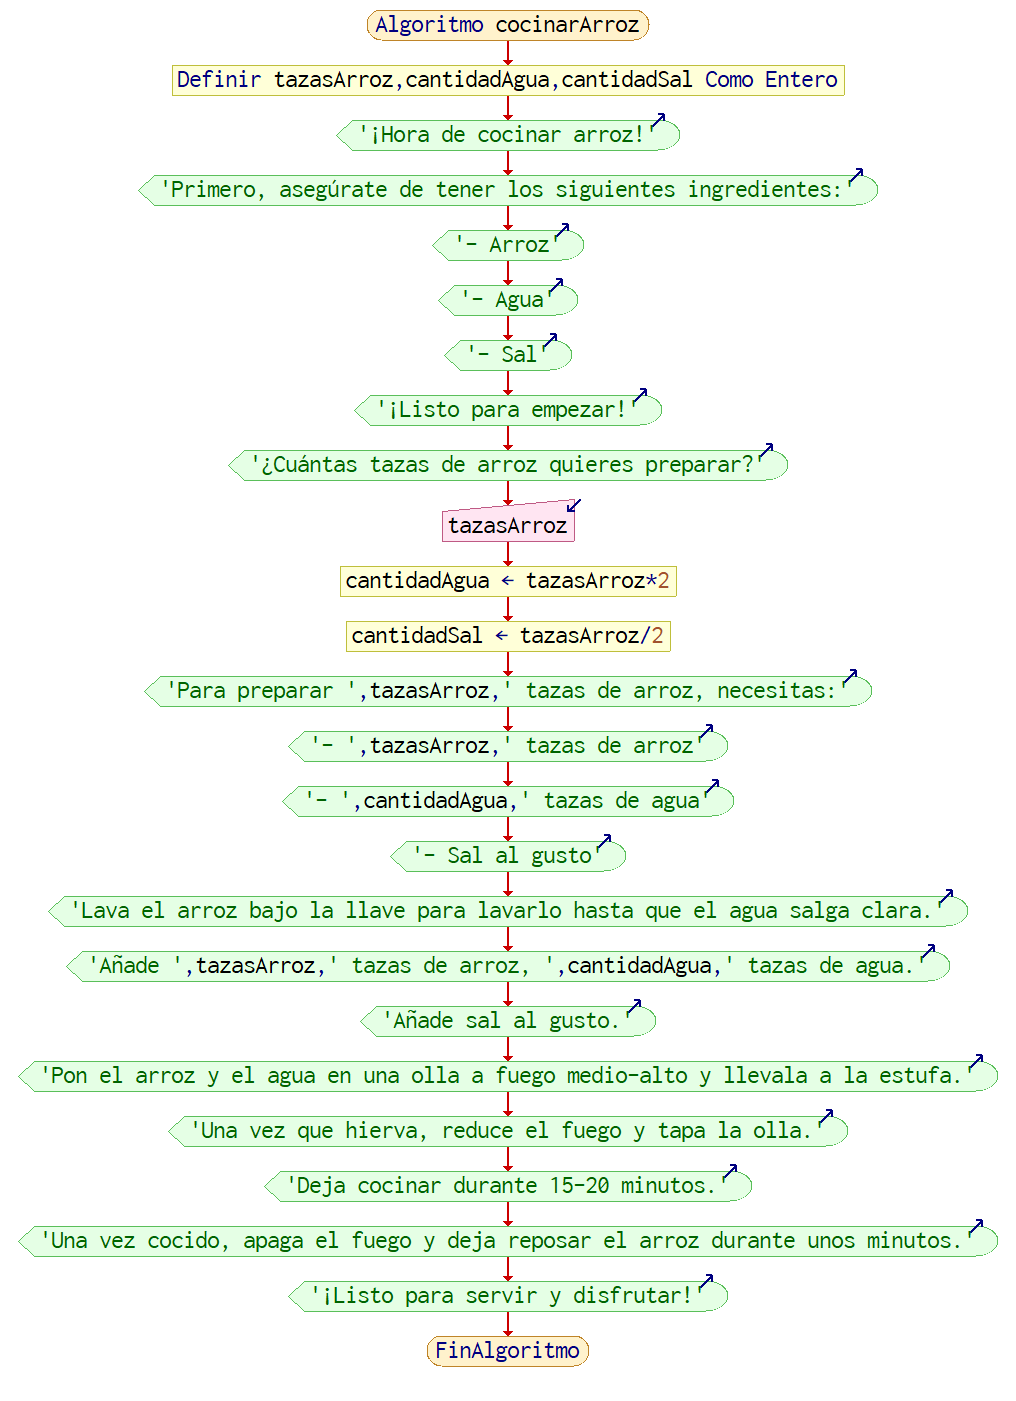 Algoritmo cocinarArroz
Definir tazasArroz,cantidadAgua,cantidadSal Como Entero
'¡Hora de cocinar arroz!'
'Primero, asegúrate de tener los siguientes ingredientes:'
'- Arroz'
'- Agua'
'- Sal'
'¡Listo para empezar!'
'¿Cuántas tazas de arroz quieres preparar?'
tazasArroz
cantidadAgua ← tazasArroz*2
cantidadSal ← tazasArroz/2
'Para preparar ',tazasArroz,' tazas de arroz, necesitas:'
'- ',tazasArroz,' tazas de arroz'
'- ',cantidadAgua,' tazas de agua'
'- Sal al gusto'
'Lava el arroz bajo la llave para lavarlo hasta que el agua salga clara.'
'Añade ',tazasArroz,' tazas de arroz, ',cantidadAgua,' tazas de agua.'
'Añade sal al gusto.'
'Pon el arroz y el agua en una olla a fuego medio-alto y llevala a la estufa.'
'Una vez que hierva, reduce el fuego y tapa la olla.'
'Deja cocinar durante 15-20 minutos.'
'Una vez cocido, apaga el fuego y deja reposar el arroz durante unos minutos.'
'¡Listo para servir y disfrutar!'
FinAlgoritmo